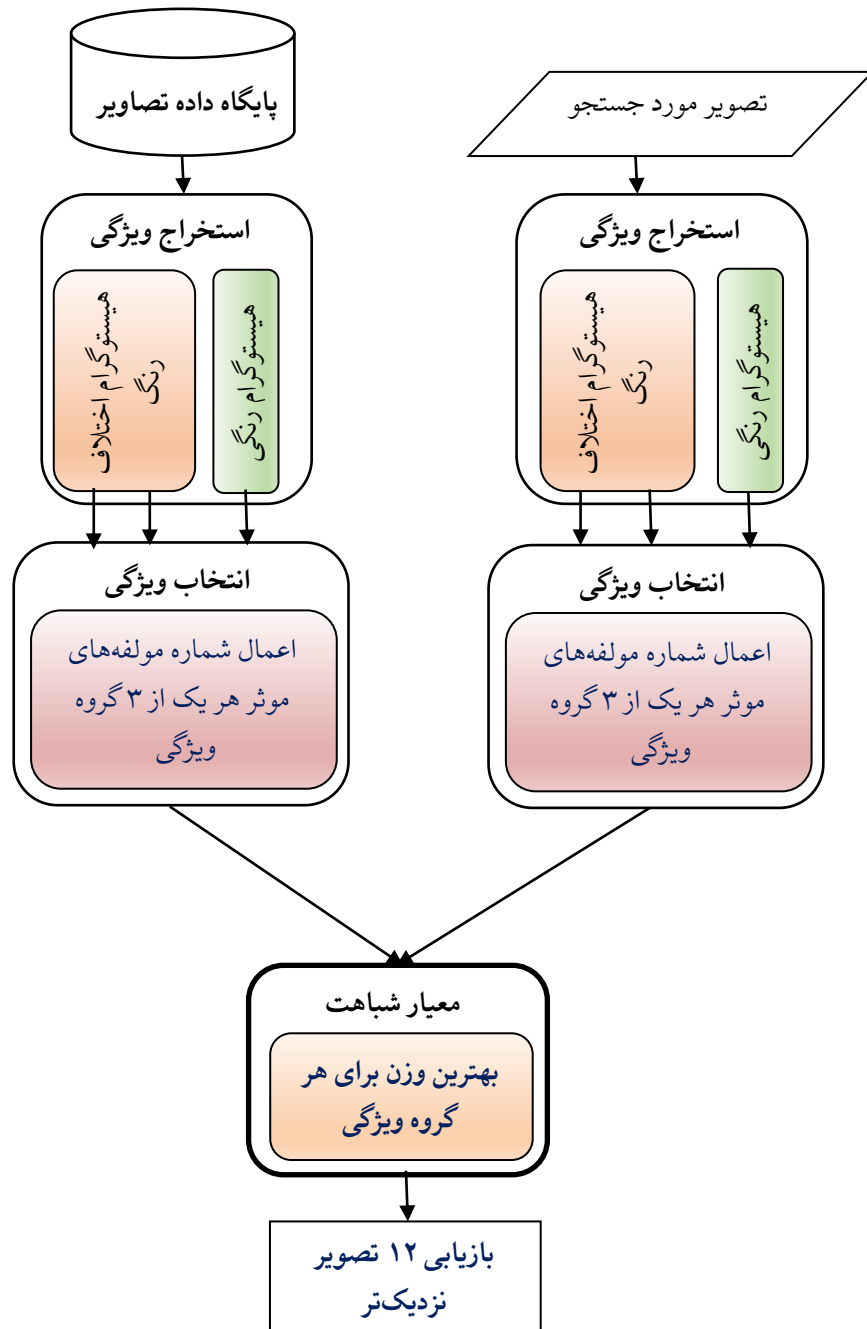 پایگاه داده تصاویر
تصویر مورد جستجو
استخراج ویژگی
هیستوگرام رنگی
هیستوگرام اختلاف
رنگ
استخراج ویژگی
هیستوگرام رنگی
هیستوگرام اختلاف
رنگ
انتخاب ویژگی
اعمال شماره مولفه‌های
موثر هر یک از ۳ گروه
ویژگی
انتخاب ویژگی
اعمال شماره مولفه‌های
موثر هر یک از ۳ گروه
ویژگی
معیار شباهت
بهترین وزن برای هر
گروه ویژگی
بازیابی ۱۲ تصویر
نزدیک‌تر